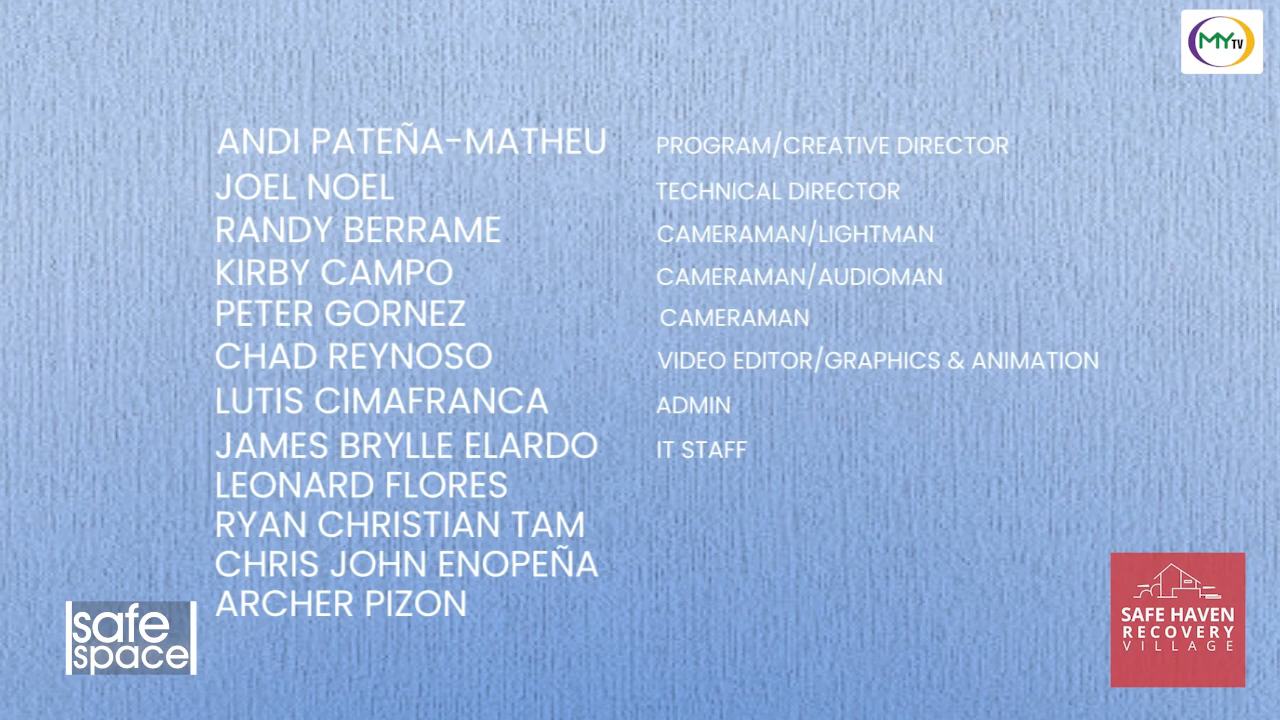 MYTV
ANDI PATEÑA-MATHEU PROGRAM/CREATIVE DIRECTOR
JOEL NOEL TECHNICAL DIRECTOR
RANDY BERRAME CAMERAMAN/LIGHTMAN
KIRBY CAMPO CAMERAMAN/AUDIOMAN
PETER GORNEZ CAMERAMAN
CHAD REYNOSO VIDEO EDITOR/GRAPHICS & ANIMATION
LUTIS CIMAFRANCA ADMIN
JAMES BRYLLE ELARDO IT STAFF
LEONARD FLORES
RYAN CHRISTIAN TAM
CHRIS JOHN ENOPEÑA
ARCHER PIZON
safe
space
SAFE HAVEN
RECOVERY
VILLAGE